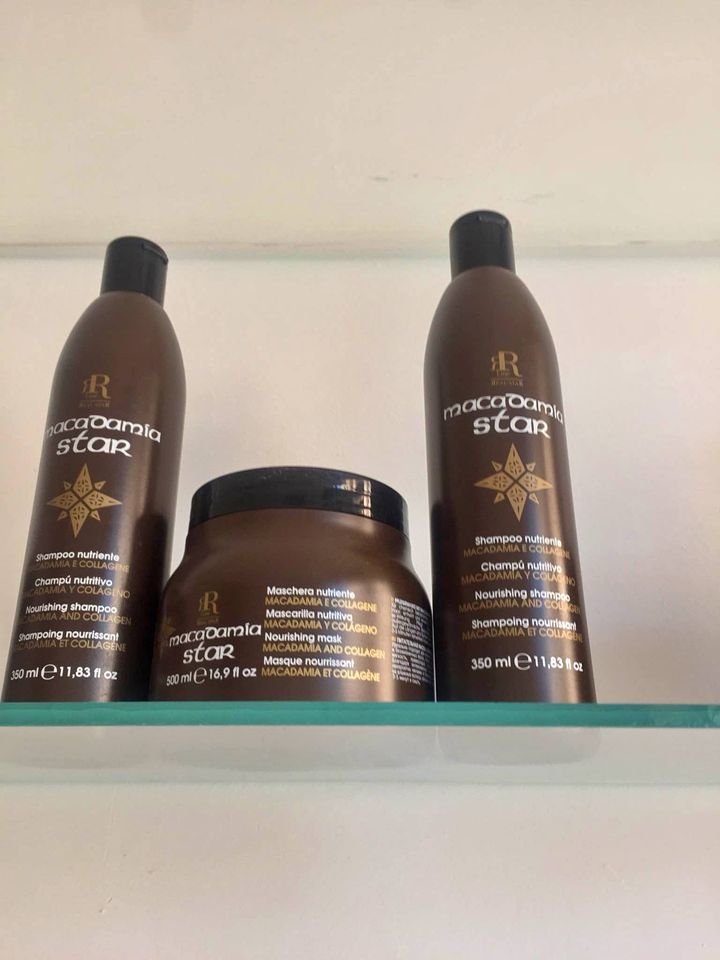 RR
Line
macadamia
star
Shampoo nutriente
MACADAMIA E COLLAGENE
Champú nutritivo
MACADAMIA Y COLÁGENO
Nourishing shampoo
MACADAMIA AND COLLAGEN
Shampoing nourrissant
MACADAMIA ET COLLAGÈNE
350 ml e 11,83 fl oz
RR
macadamia
star
500 ml e 16,9 fl oz
Maschera nutriente
MACADAMIA E COLLAGENE
Mascarilla nutritiva
MACADAMIA Y COLÁGENO
Nourishing mask
MACADAMIA AND COLLAGEN
Masque nourrissant
MACADAMIA ET COLLAGÈNE
RR
Line
macadamia
star
Shampoo nutriente
MACADAMIA E COLLAGENE
Champú nutritivo
MACADAMIA Y COLÁGENO
Nourishing shampoo
MACADAMIA AND COLLAGEN
Shampoing nourrissant
MACADAMIA ET COLLAGÈNE
350 ml e 11,83 fl oz